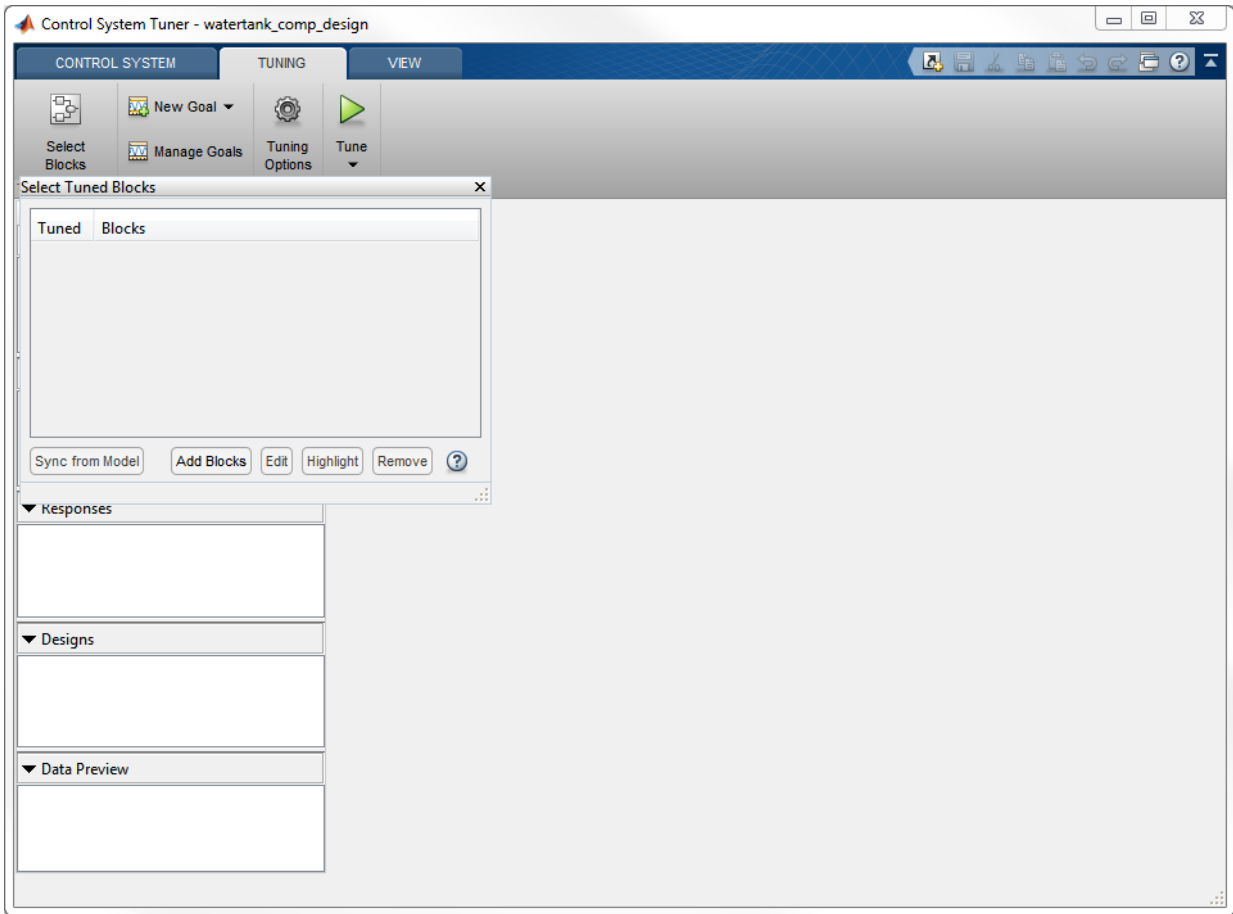 Control System Tuner - watertank_comp_design
CONTROL SYSTEM TUNING VIEW
New Goal
Select Blocks
Manage Goals
Tuning Options
Tune
Select Tuned Blocks
Tuned Blocks
Sync from Model Add Blocks Edit Highlight Remove
Responses
Designs
Data Preview